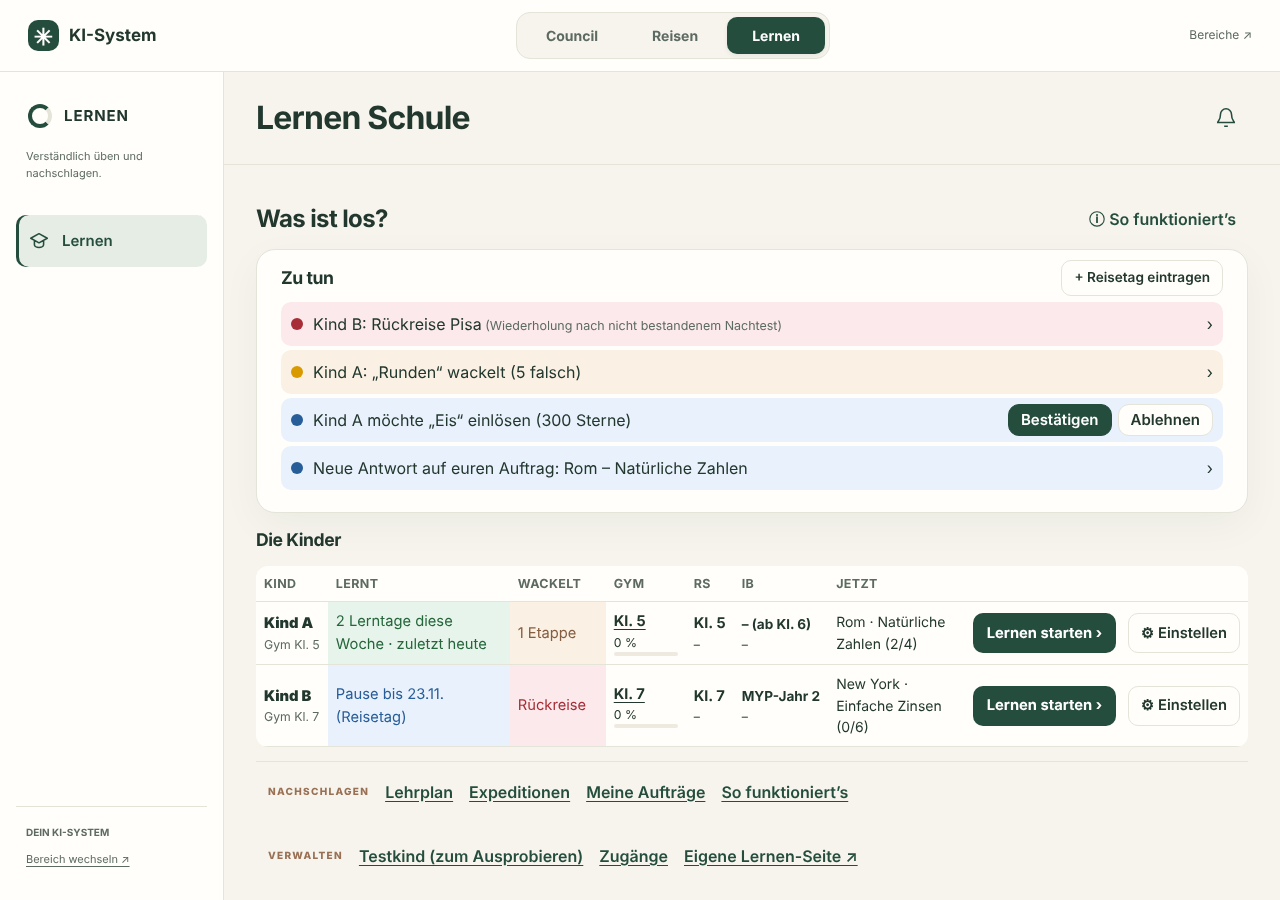 KI-System
Council
Reisen
Lernen
Bereiche ↗
LERNEN
Verständlich üben und
nachschlagen.
Lernen
DEIN KI-SYSTEM
Bereich wechseln ↗
Lernen Schule
Was ist los?
ⓘ So funktioniert’s
Zu tun
+ Reisetag eintragen
Kind B: Rückreise Pisa (Wiederholung nach nicht bestandenem Nachtest) ›
Kind A: „Runden“ wackelt (5 falsch) ›
Kind A möchte „Eis“ einlösen (300 Sterne) Bestätigen Ablehnen
Neue Antwort auf euren Auftrag: Rom – Natürliche Zahlen ›
Die Kinder
KIND LERNT WACKELT GYM RS IB JETZT
Kind A
Gym Kl. 5
2 Lerntage diese
Woche · zuletzt heute
1 Etappe
Kl. 5
0 %
Kl. 5
–
– (ab Kl. 6)
–
Rom · Natürliche
Zahlen (2/4)
Lernen starten ›
⚙ Einstellen
Kind B
Gym Kl. 7
Pause bis 23.11.
(Reisetag)
Rückreise
Kl. 7
0 %
Kl. 7
–
MYP-Jahr 2
–
New York ·
Einfache Zinsen
(0/6)
Lernen starten ›
⚙ Einstellen
NACHSCHLAGEN Lehrplan Expeditionen Meine Aufträge So funktioniert’s
VERWALTEN Testkind (zum Ausprobieren) Zugänge Eigene Lernen-Seite ↗